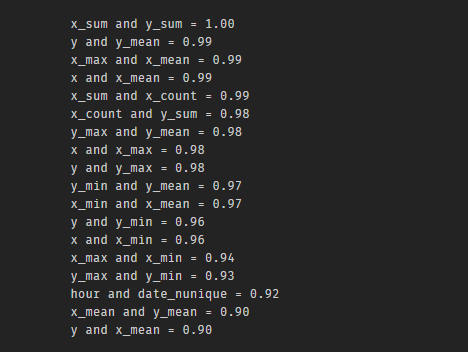 x_sum and y_sum = 1.00
y and y_mean = 0.99
x_max and x_mean = 0.99
x and x_mean = 0.99
x_sum and x_count = 0.99
x_count and y_sum = 0.98
y_max and y_mean = 0.98
x and x_max = 0.98
y and y_max = 0.98
y_min and y_mean = 0.97
x_min and x_mean = 0.97
y and y_min = 0.96
x and x_min = 0.96
x_max and x_min = 0.94
y_max and y_min = 0.93
hour and date_nunique = 0.92
x_mean and y_mean = 0.90
y and x_mean = 0.90